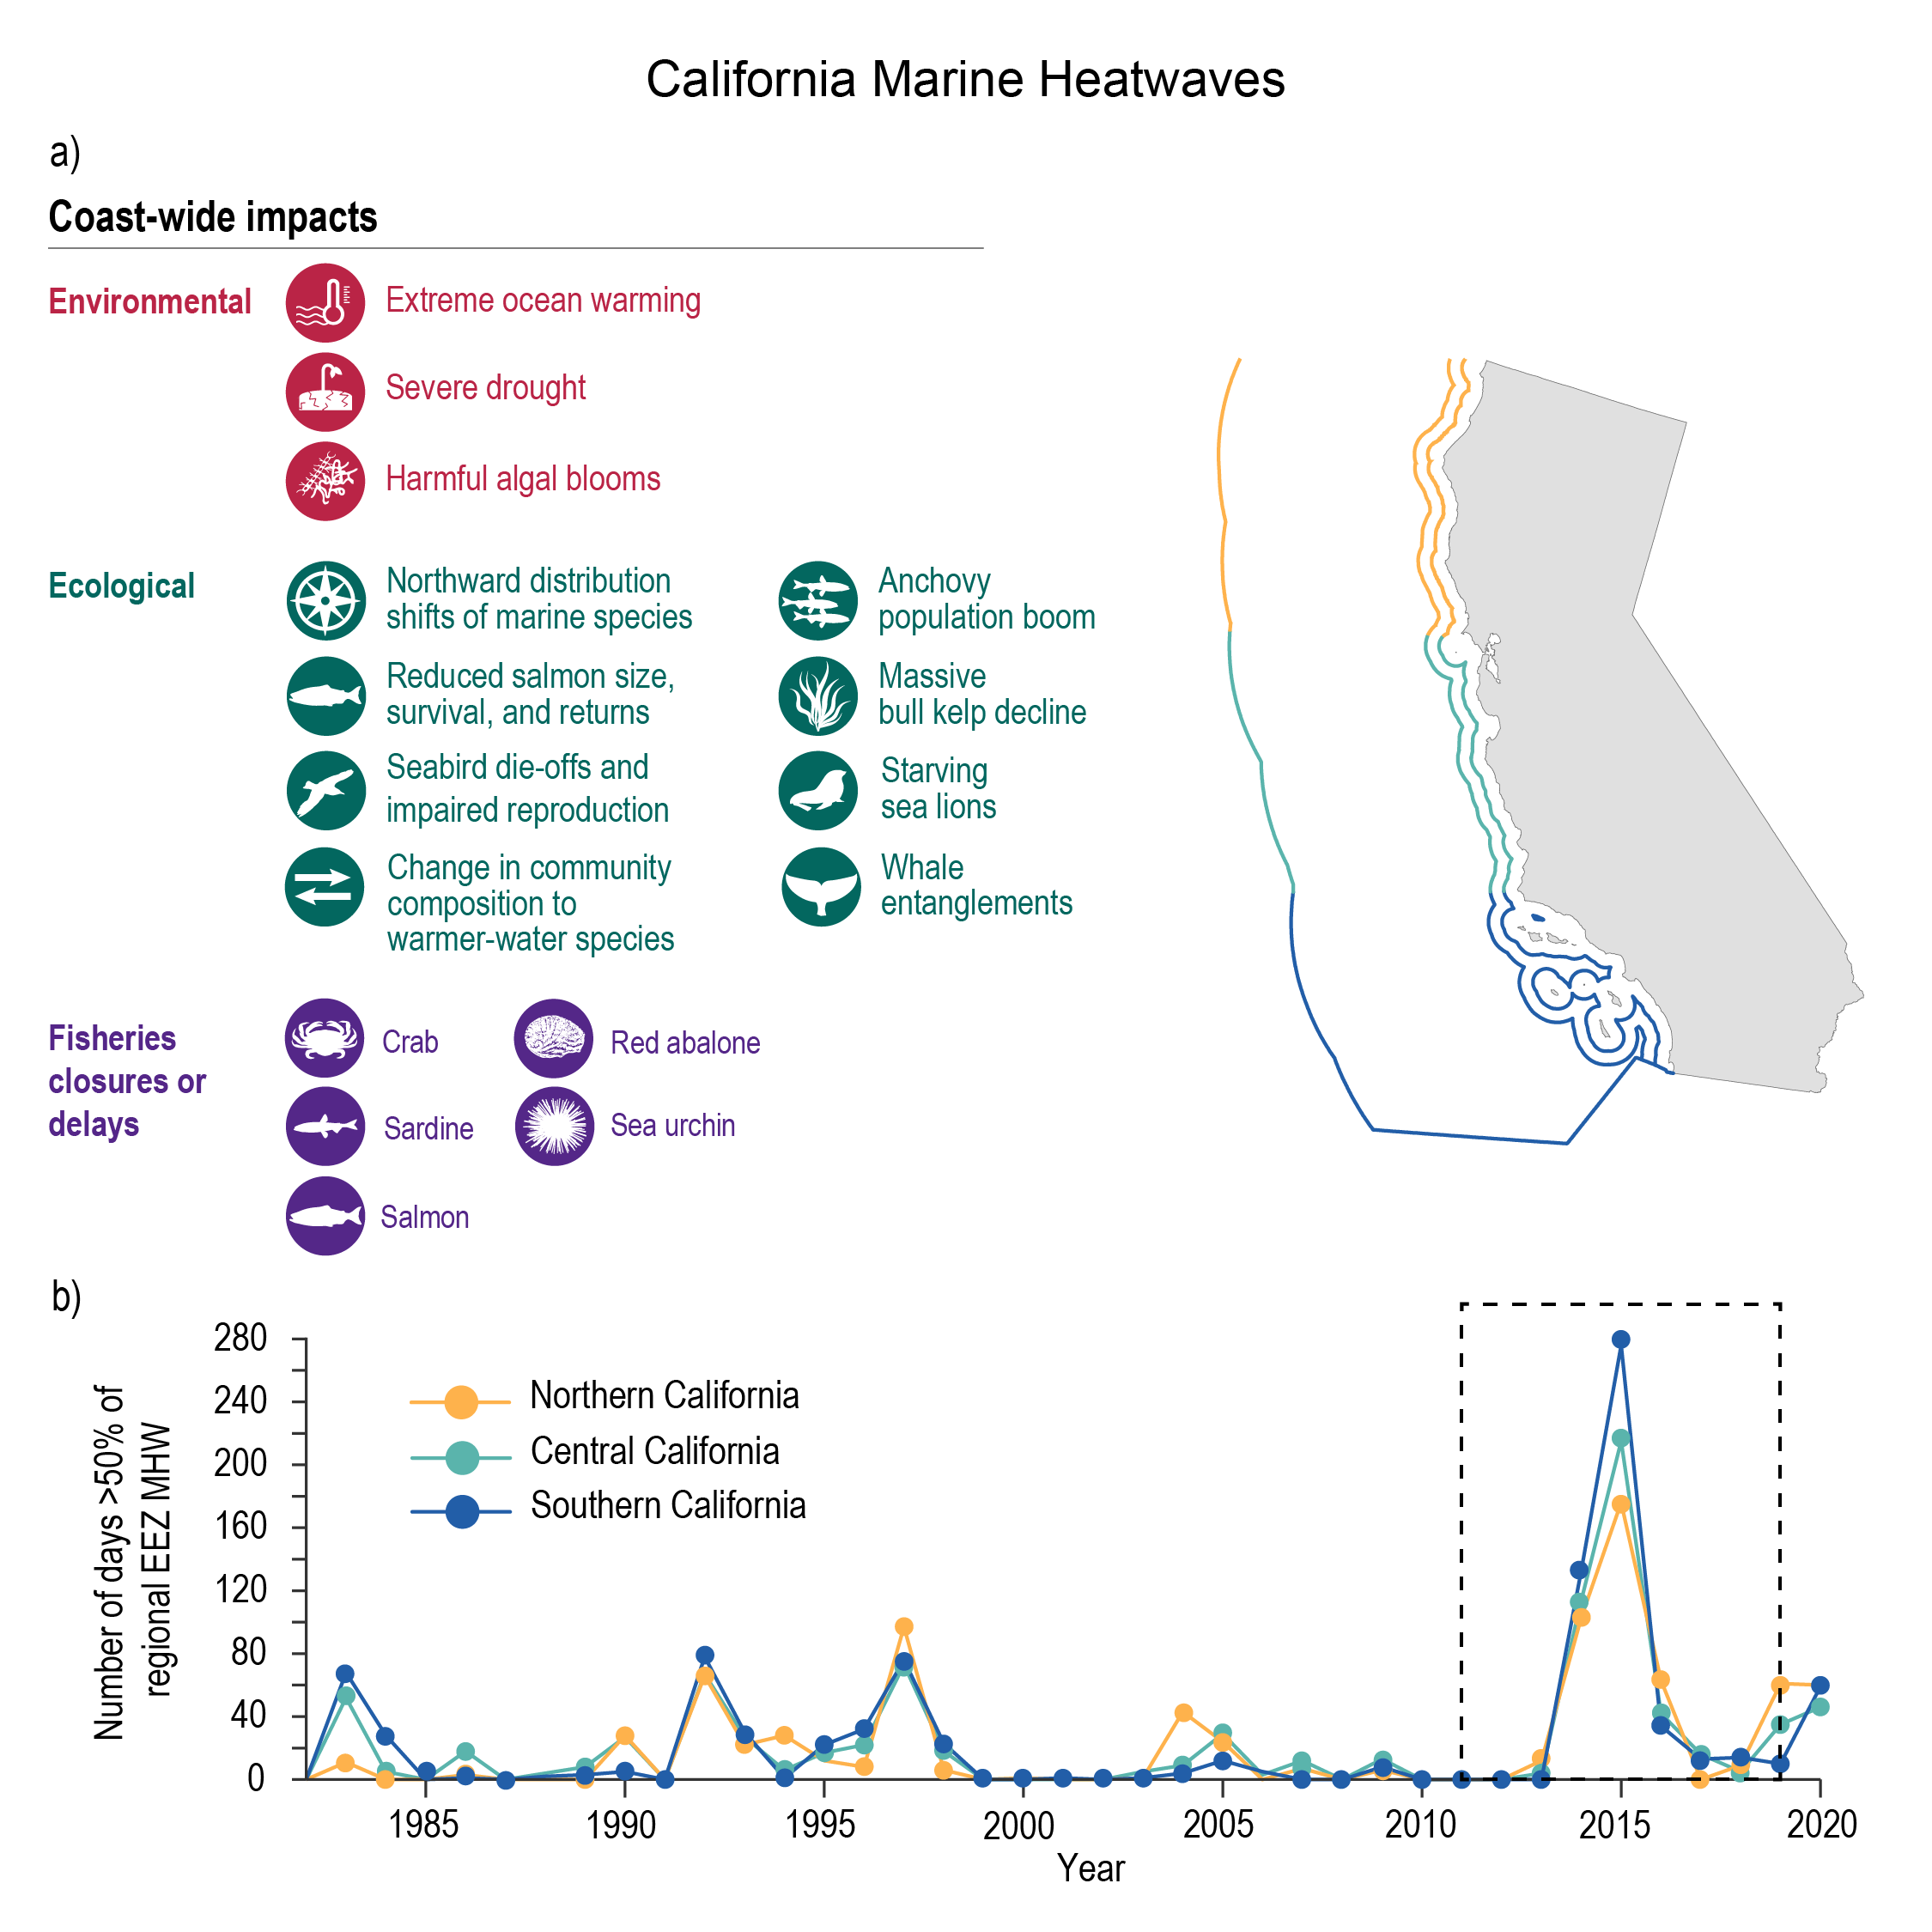 California Marine Heatwaves
a)
Coast-wide impacts
Environmental
Extreme ocean warming
Severe drought
Harmful algal blooms
Ecological
Northward distribution
shifts of marine species
Reduced salmon size,
survival, and returns
Seabird die-offs and
impaired reproduction
Change in community
composition to
warmer-water species
Anchovy
population boom
Massive
bull kelp decline
Starving
sea lions
Whale
entanglements
Fisheries
closures or
delays
Crab
Sardine
Salmon
Red abalone
Sea urchin
b)
Number of days >50% of
regional EEZ MHW
280
240
200
160
120
80
40
0
Northern California
Central California
Southern California
1985
1990
1995
2000
2005
2010
2015
2020
Year